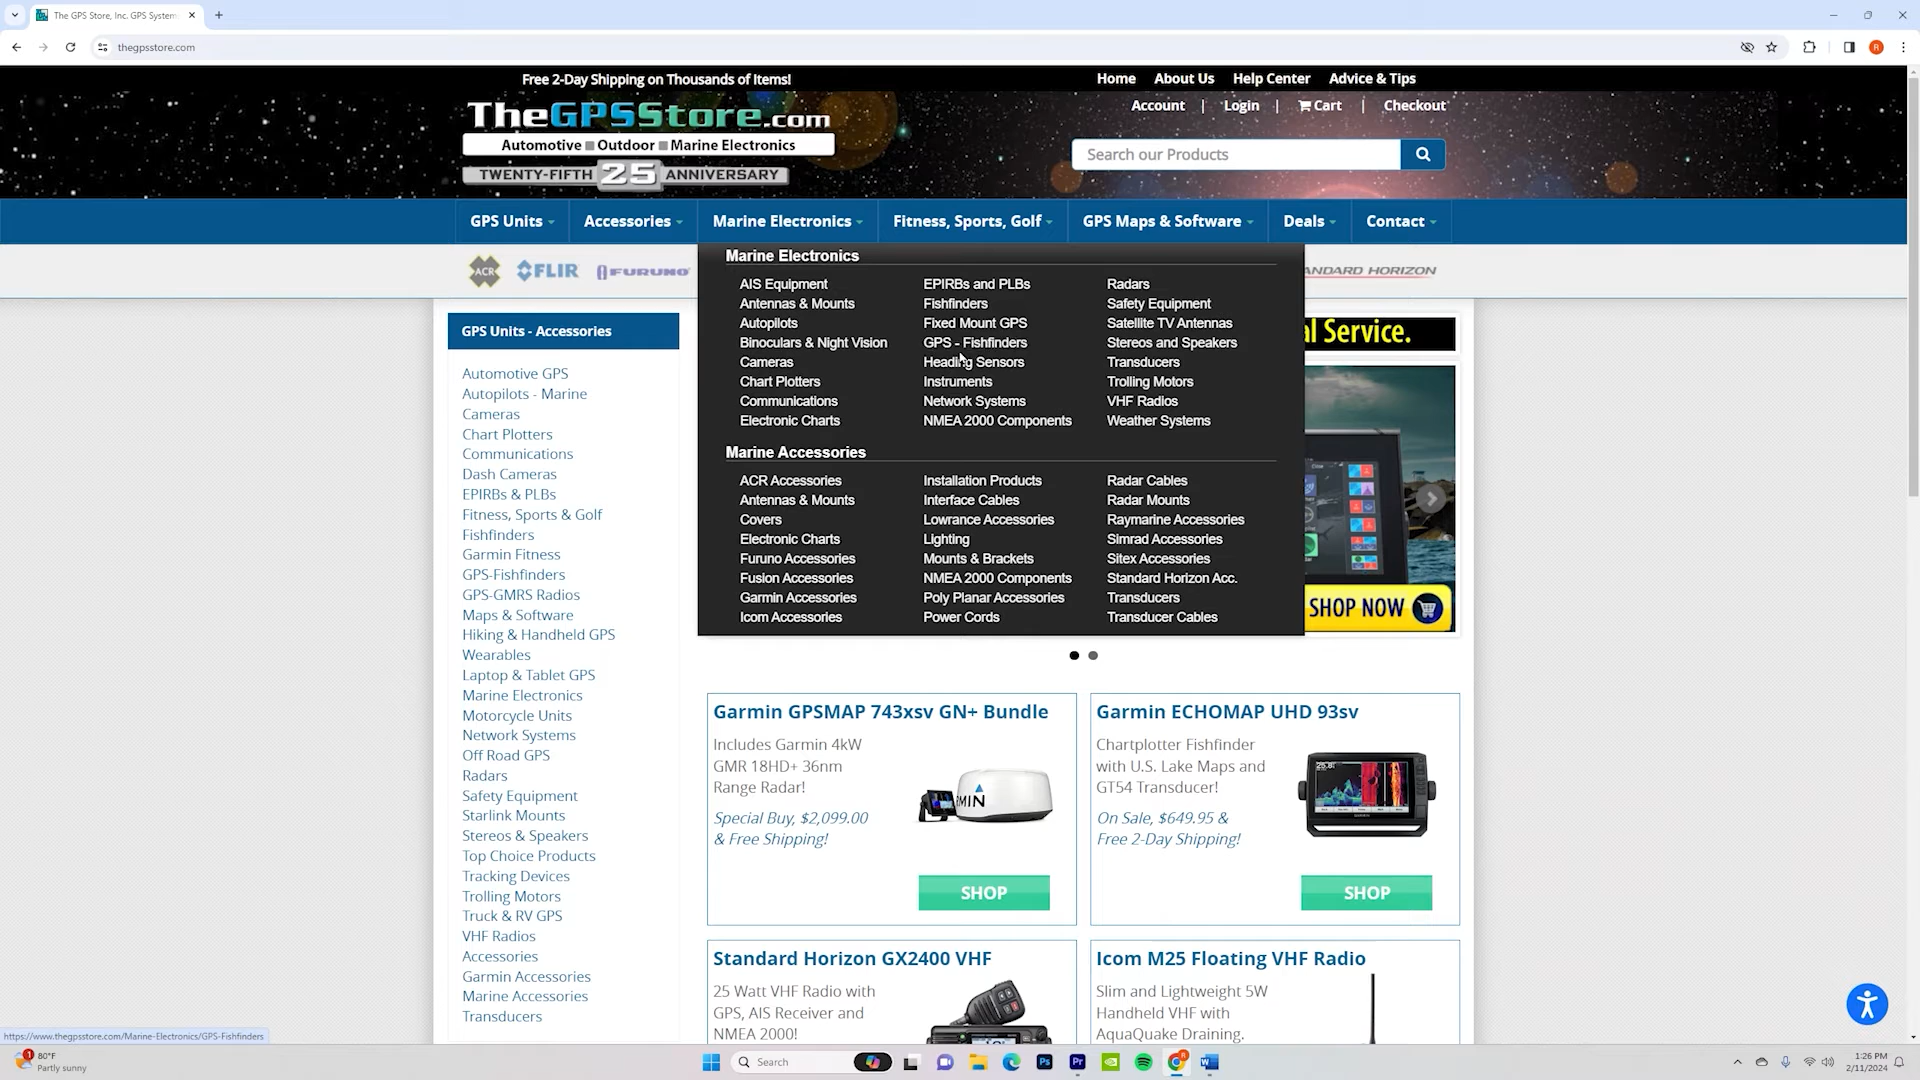 The GPS Store, Inc. GPS System
thegpsstore.com
Free 2-Day Shipping on Thousands of Items!
Home About Us Help Center Advice & Tips
Account | Login | Cart | Checkout
TheGPSStore.com
Automotive Outdoor Marine Electronics
TWENTY-FIFTH 25 ANNIVERSARY
Search our Products
GPS Units Accessories Marine Electronics Fitness, Sports, Golf GPS Maps & Software Deals Contact
ACR FLIR FURUNO
ANDARD HORIZON
Marine Electronics
AIS Equipment EPIRBs and PLBs Radars
Antennas & Mounts Fishfinders Safety Equipment
Autopilots Fixed Mount GPS Satellite TV Antennas
Binoculars & Night Vision GPS - Fishfinders Stereos and Speakers
Cameras Heading Sensors Transducers
Chart Plotters Instruments Trolling Motors
Communications Network Systems VHF Radios
Electronic Charts NMEA 2000 Components Weather Systems
Marine Accessories
ACR Accessories Installation Products Radar Cables
Antennas & Mounts Interface Cables Radar Mounts
Covers Lowrance Accessories Raymarine Accessories
Electronic Charts Lighting Simrad Accessories
Furuno Accessories Mounts & Brackets Sitex Accessories
Fusion Accessories NMEA 2000 Components Standard Horizon Acc.
Garmin Accessories Poly Planar Accessories Transducers
Icom Accessories Power Cords Transducer Cables
al Service.
SHOP NOW
GPS Units - Accessories
Automotive GPS
Autopilots - Marine
Cameras
Chart Plotters
Communications
Dash Cameras
EPIRBs & PLBs
Fitness, Sports & Golf
Fishfinders
Garmin Fitness
GPS-Fishfinders
GPS-GMRS Radios
Maps & Software
Hiking & Handheld GPS
Wearables
Laptop & Tablet GPS
Marine Electronics
Motorcycle Units
Network Systems
Off Road GPS
Radars
Safety Equipment
Starlink Mounts
Stereos & Speakers
Top Choice Products
Tracking Devices
Trolling Motors
Truck & RV GPS
VHF Radios
Accessories
Garmin Accessories
Marine Accessories
Transducers
Garmin GPSMAP 743xsv GN+ Bundle
Includes Garmin 4kW
GMR 18HD+ 36nm
Range Radar!
Special Buy, $2,099.00
& Free Shipping!
SHOP
Garmin ECHOMAP UHD 93sv
Chartplotter Fishfinder
with U.S. Lake Maps and
GT54 Transducer!
On Sale, $649.95 &
Free 2-Day Shipping!
SHOP
Standard Horizon GX2400 VHF
25 Watt VHF Radio with
GPS, AIS Receiver and
NMEA 2000!
Icom M25 Floating VHF Radio
Slim and Lightweight 5W
Handheld VHF with
AquaQuake Draining.
https://www.thegpsstore.com/Marine-Electronics/GPS-Fishfinders
80°F
Partly sunny
Search
1:26 PM
2/11/2024